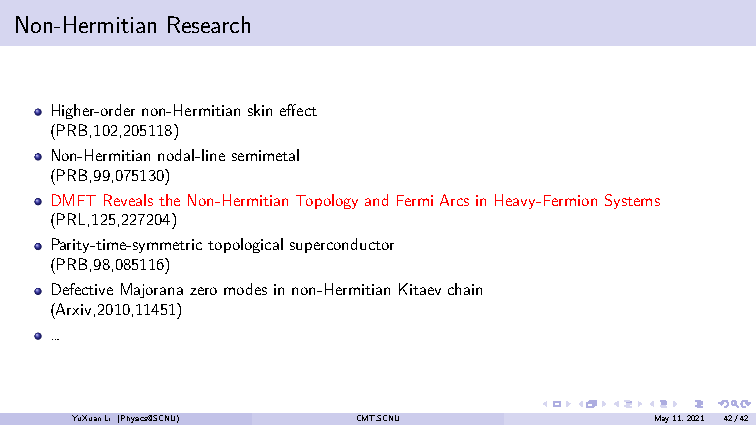 Non-Hermitian Research
Higher-order non-Hermitian skin effect
(PRB,102,205118)
Non-Hermitian nodal-line semimetal
(PRB,99,075130)
DMFT Reveals the Non-Hermitian Topology and Fermi Arcs in Heavy-Fermion Systems
(PRL,125,227204)
Parity-time-symmetric topological superconductor
(PRB,98,085116)
Defective Majorana zero modes in non-Hermitian Kitaev chain
(Arxiv,2010,11451)
...
YuXuan Li (Physcs@SCNU)
CMT.SCNU
May 11, 2021
42 / 42